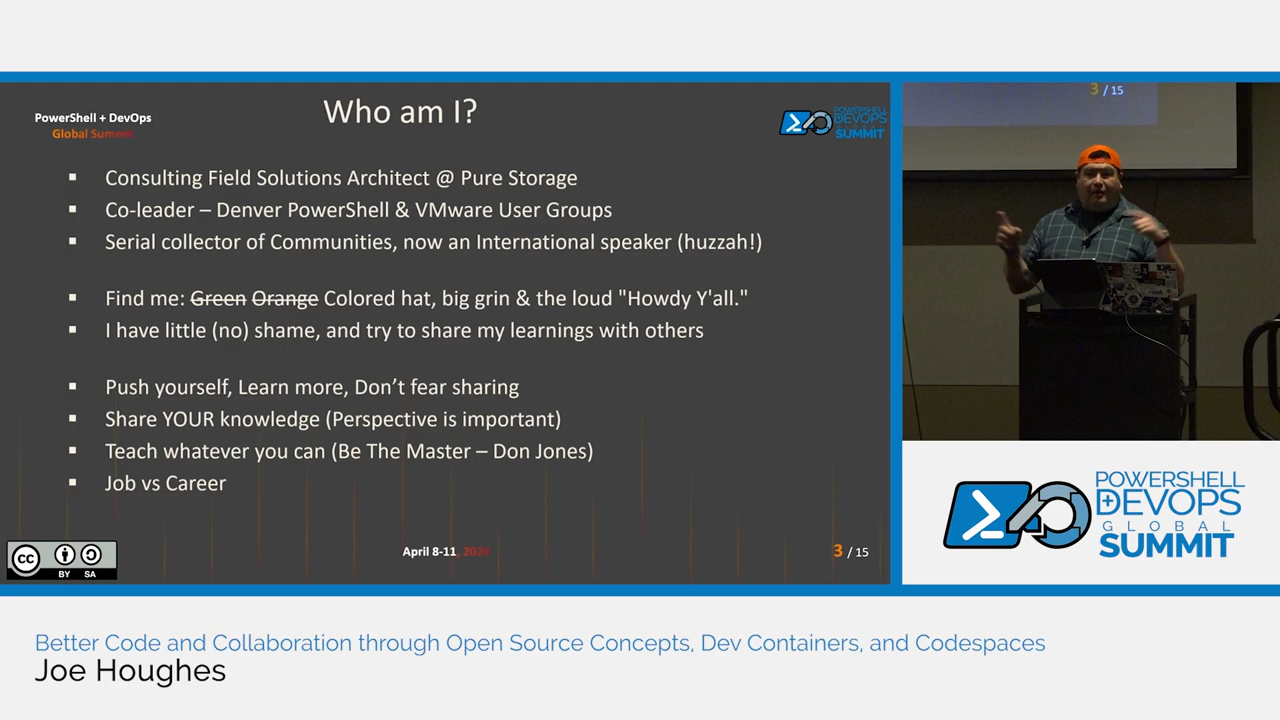 PowerShell + DevOps
Global Summit
Who am I?
POWERSHELL
DEVOPS
GLOBAL
SUMMIT
▪ Consulting Field Solutions Architect @ Pure Storage
▪ Co-leader – Denver PowerShell & VMware User Groups
▪ Serial collector of Communities, now an International speaker (huzzah!)
▪ Find me: Green Orange Colored hat, big grin & the loud "Howdy Y'all."
▪ I have little (no) shame, and try to share my learnings with others
▪ Push yourself, Learn more, Don’t fear sharing
▪ Share YOUR knowledge (Perspective is important)
▪ Teach whatever you can (Be The Master – Don Jones)
▪ Job vs Career
cc
BY SA
April 8-11, 2024
3 / 15
3 / 15
POWERSHELL
+DEVOPS
GLOBAL
SUMMIT
Better Code and Collaboration through Open Source Concepts, Dev Containers, and Codespaces
Joe Houghes